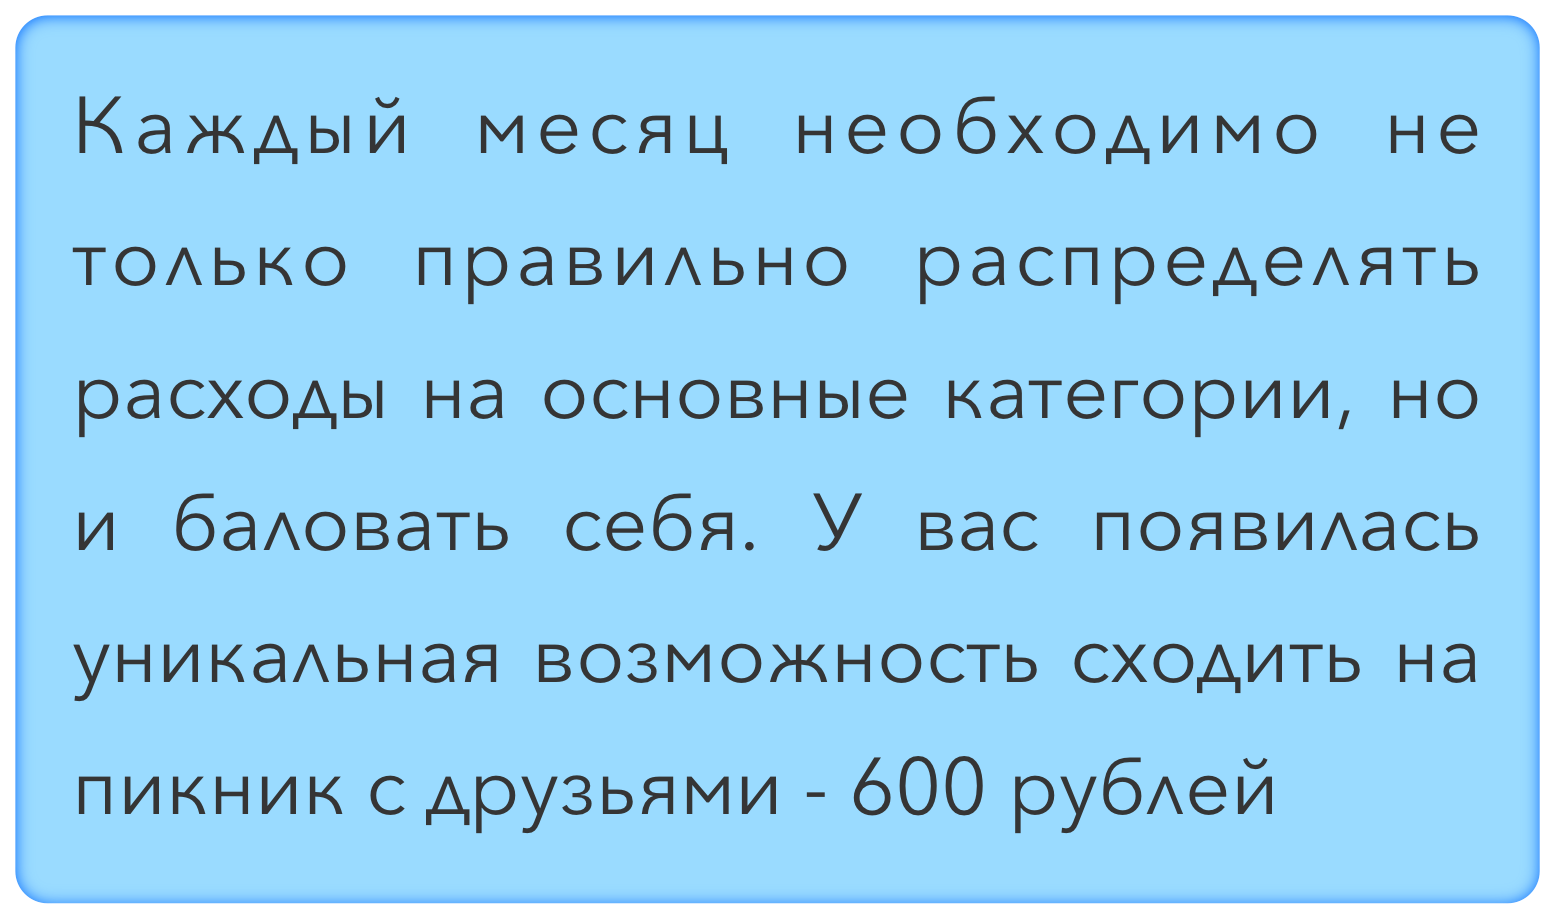 Каждый месяц необходимо не
только правильно распределять
расходы на основные категории, но
и баловать себя. У вас появилась
уникальная возможность сходить на
пикник с друзьями - 600 рублей